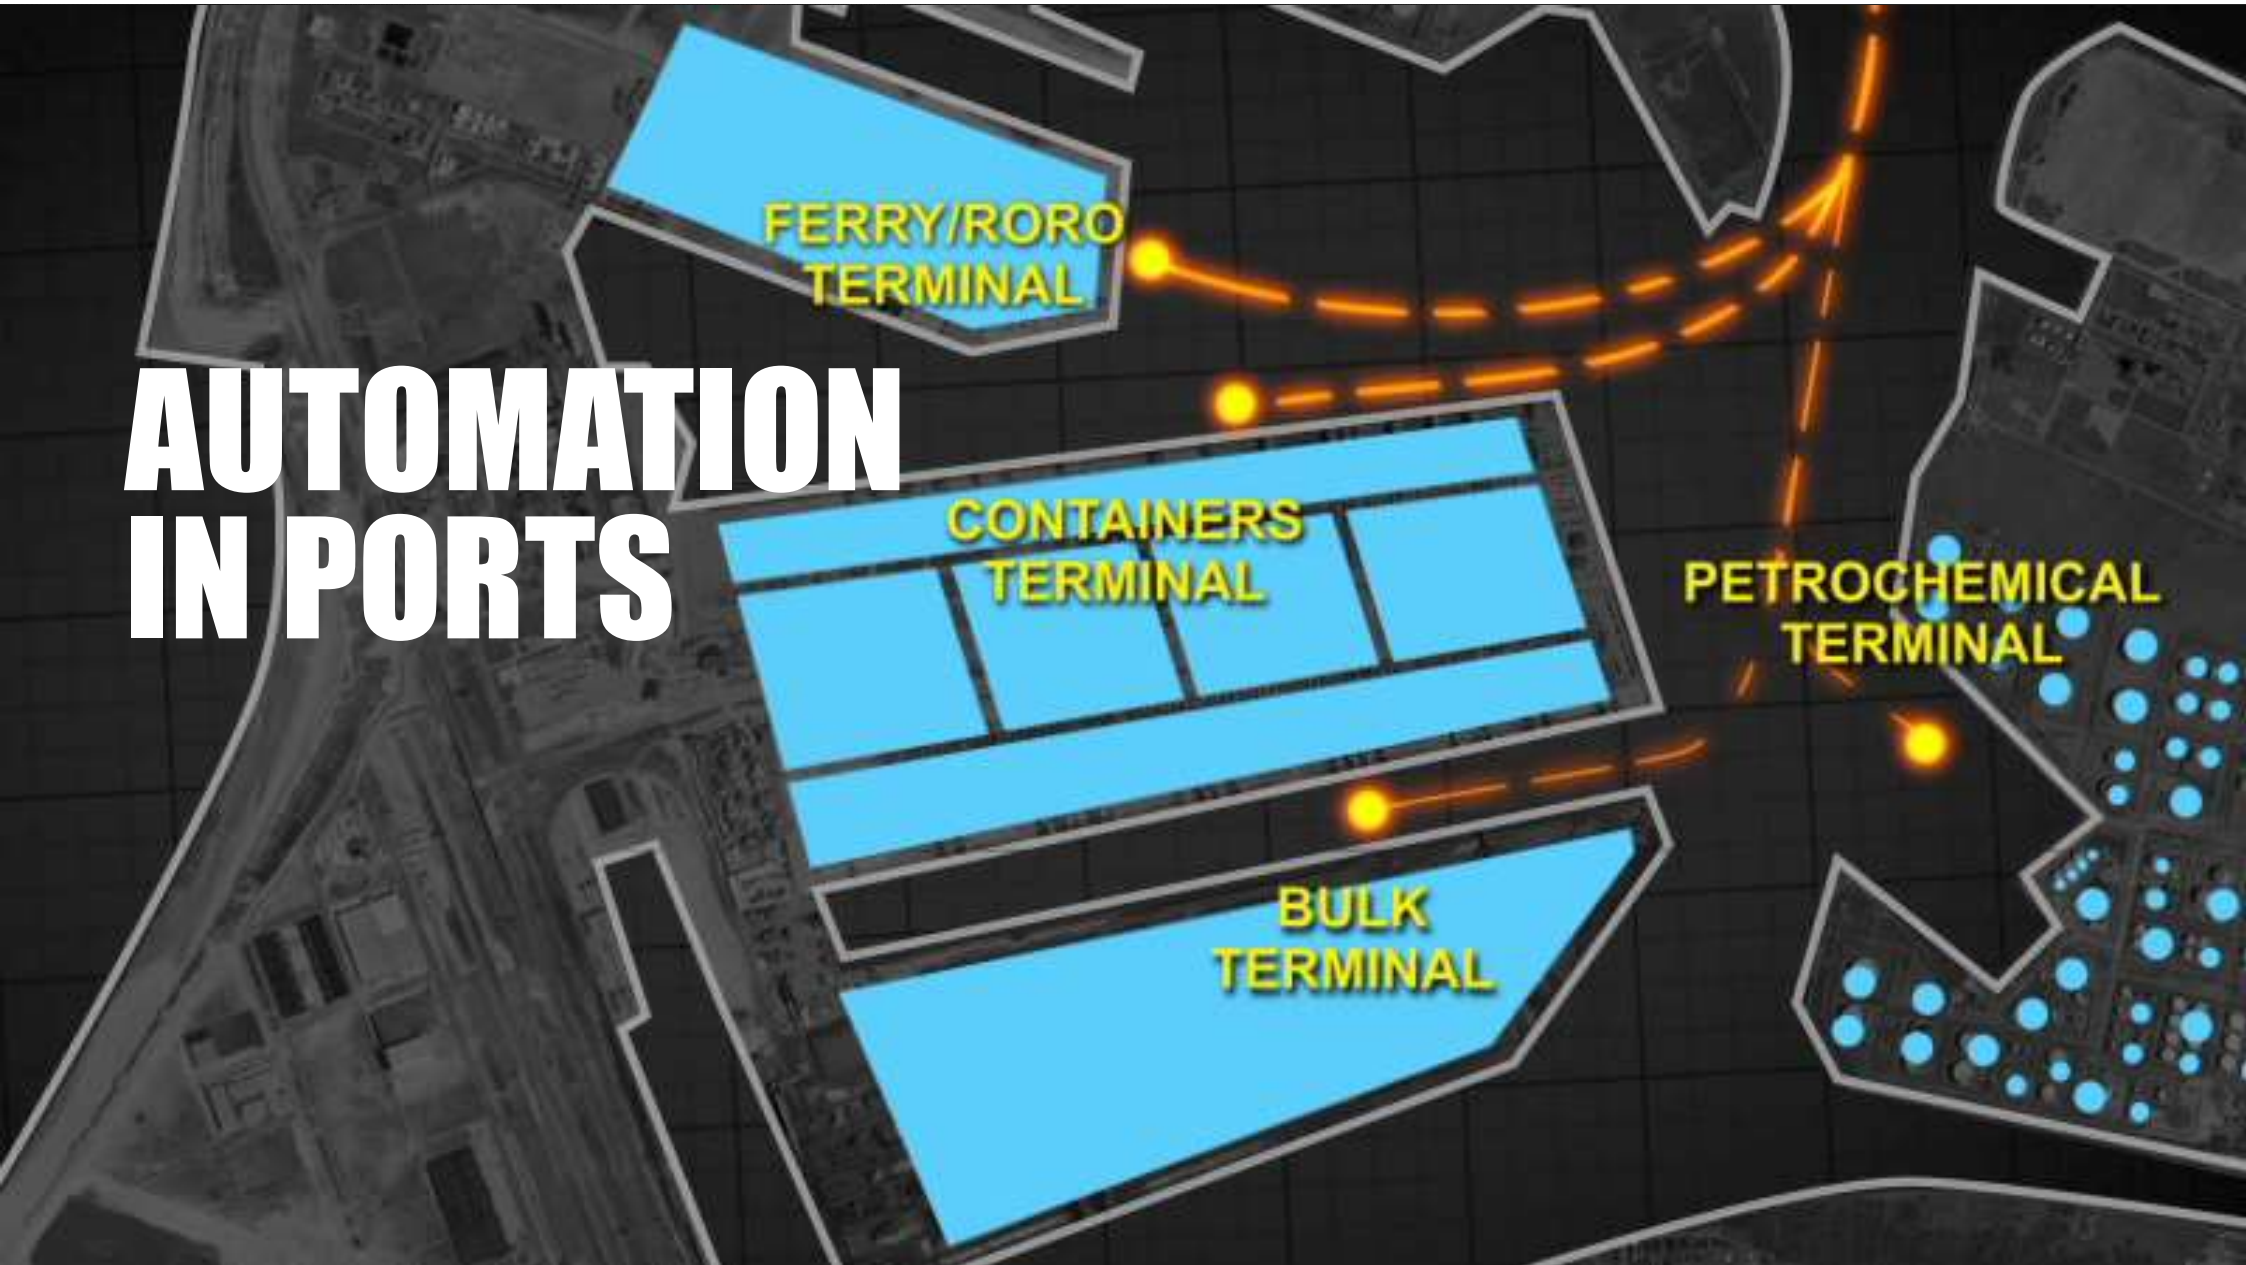 FERRY/RORO
TERMINAL
AUTOMATION
IN PORTS
CONTAINERS
TERMINAL
PETROCHEMICAL
TERMINAL
BULK
TERMINAL